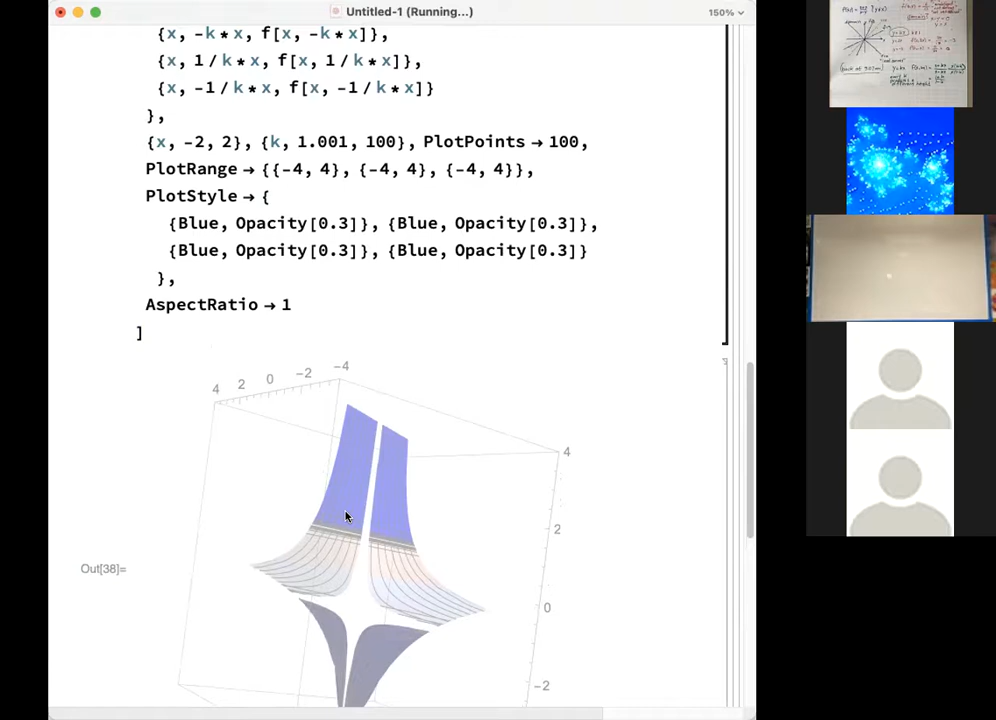 Untitled-1 (Running...)
150%
{x, -k*x, f[x, -k*x]},
{x, 1/k*x, f[x, 1/k*x]},
{x, -1/k*x, f[x, -1/k*x]}
},
{x, -2, 2}, {k, 1.001, 100}, PlotPoints → 100,
PlotRange → {{-4, 4}, {-4, 4}, {-4, 4}},
PlotStyle → {
{Blue, Opacity[0.3]}, {Blue, Opacity[0.3]},
{Blue, Opacity[0.3]}, {Blue, Opacity[0.3]}
},
AspectRatio → 1
]
4 2 0 -2 -4
4
2
Out[38]=
0
-2